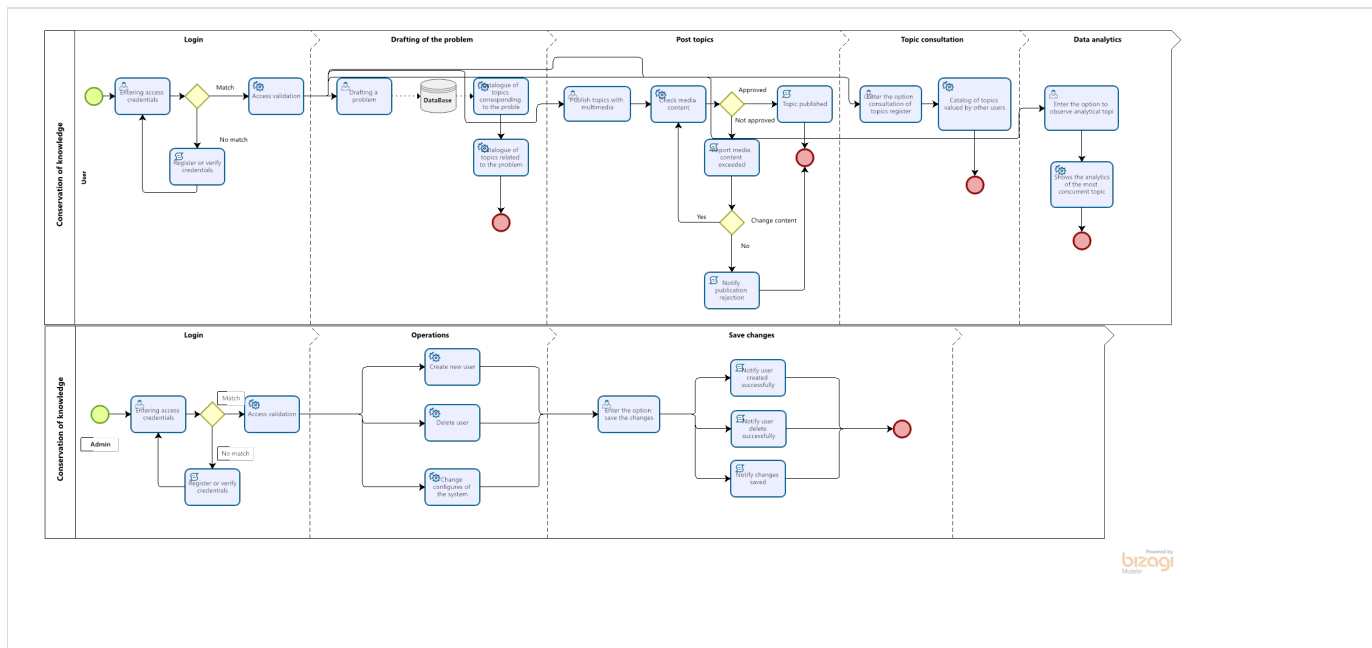 Conservation of knowledge
User
Login
Drafting of the problem
Post topics
Topic consultation
Data analytics
Entering access
credentials
Match
No match
Access validation
Register or verify
credentials
Drafting a
problem
DataBase
Catalogue of
topics
corresponding
to the proble
Catalogue of
topics related
to the problem
Publish topics with
multimedia
Check media
content
Approved
Not approved
Topic published
Report media
content
exceeded
Yes
Change content
No
Notify
publication
rejection
Enter the option
consultation of
topics register
Catalog of topics
valued by other
users
Enter the option to
observe analytical topi
Shows the analytics
of the most
concurrent topic
Conservation of knowledge
Admin
Login
Operations
Save changes
Entering access
credentials
Match
No match
Access validation
Register or verify
credentials
Create new user
Delete user
Change
configures of
the system
Enter the option
save the changes
Notify user
created
successfully
Notify user
delete
successfully
Notify changes
saved
Powered by
bizagi
Modeler